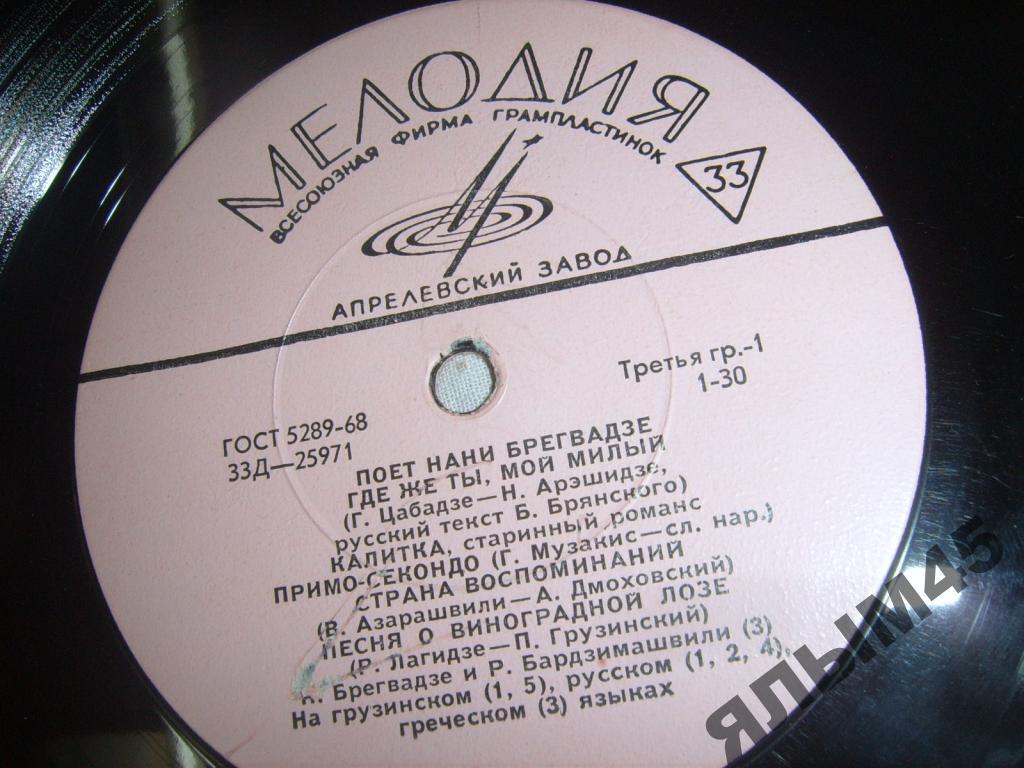 МЕЛОДИЯ
ВСЕСОЮЗНАЯ ФИРМА ГРАМПЛАСТИНОК
33
АПРЕЛЕВСКИЙ ЗАВОД
Третья гр.-1
1-30
ГОСТ 5289-68
33Д—25971
ПОЕТ НАНИ БРЕГВАДЗЕ
ГДЕ ЖЕ ТЫ, МОЙ МИЛЫЙ
(Г. Цабадзе—Н. Арэшидзе,
русский текст Б. Брянского)
КАЛИТКА, старинный романс
ПРИМО-СЕКОНДО (Г. Музакис—сл. нар.)
СТРАНА ВОСПОМИНАНИЙ
(В. Азарашвили—А. Дмоховский)
ПЕСНЯ О ВИНОГРАДНОЙ ЛОЗЕ
(Р. Лагидзе—П. Грузинский)
Брегвадзе и Р. Бардзимашвили (3)
На грузинском (1, 5), русском (1, 2, 4),
греческом (3) языках
ЯЛЫМ45